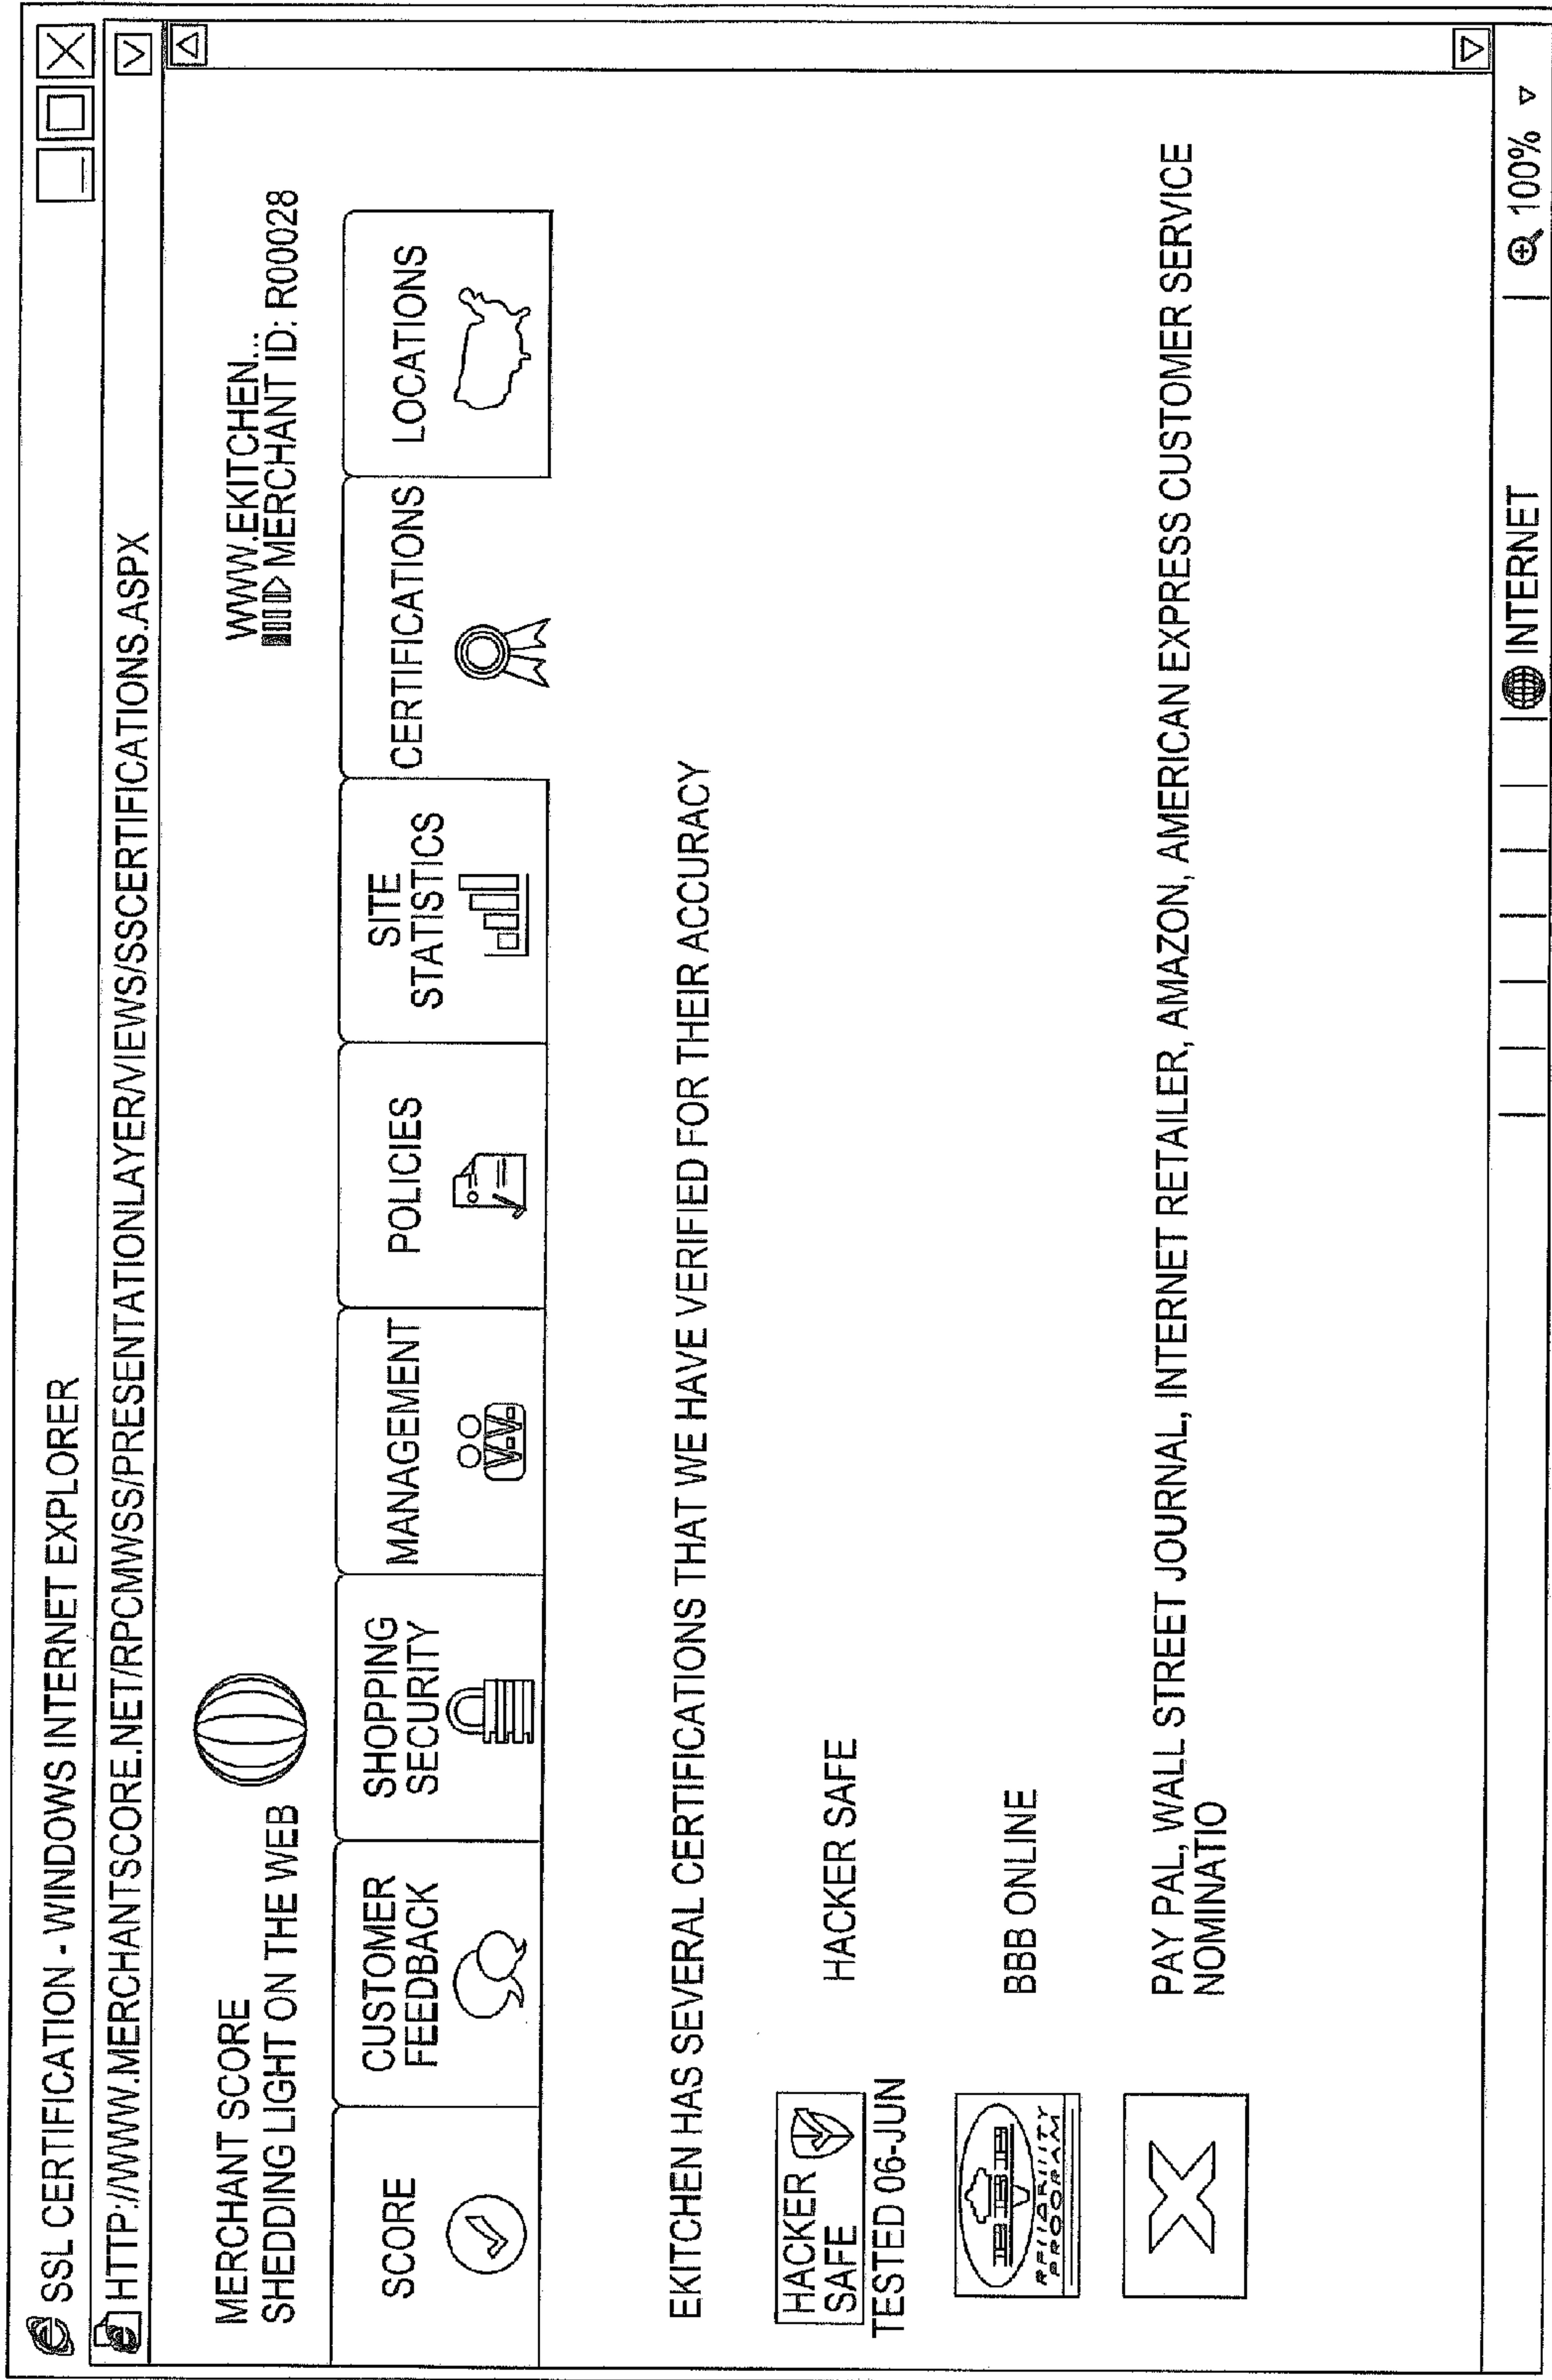 SSL CERTIFICATION - WINDOWS INTERNET EXPLORER
HTTP://WWW.MERCHANTSCORE.NET/RPCMWSS/PRESENTATIONLAYER/VIEWS/SSCERTIFICATIONS.ASPX
MERCHANT SCORE
SHEDDING LIGHT ON THE WEB
WWW.EKITCHEN...
MERCHANT ID: R00028
SCORE
CUSTOMER
FEEDBACK
SHOPPING
SECURITY
MANAGEMENT
POLICIES
SITE
STATISTICS
CERTIFICATIONS
LOCATIONS
EKITCHEN HAS SEVERAL CERTIFICATIONS THAT WE HAVE VERIFIED FOR THEIR ACCURACY
HACKER
SAFE
TESTED 06-JUN
HACKER SAFE
BBB
RELIABILITY
PROGRAM
BBB ONLINE
PAY PAL, WALL STREET JOURNAL, INTERNET RETAILER, AMAZON, AMERICAN EXPRESS CUSTOMER SERVICE
NOMINATIO
INTERNET
100%